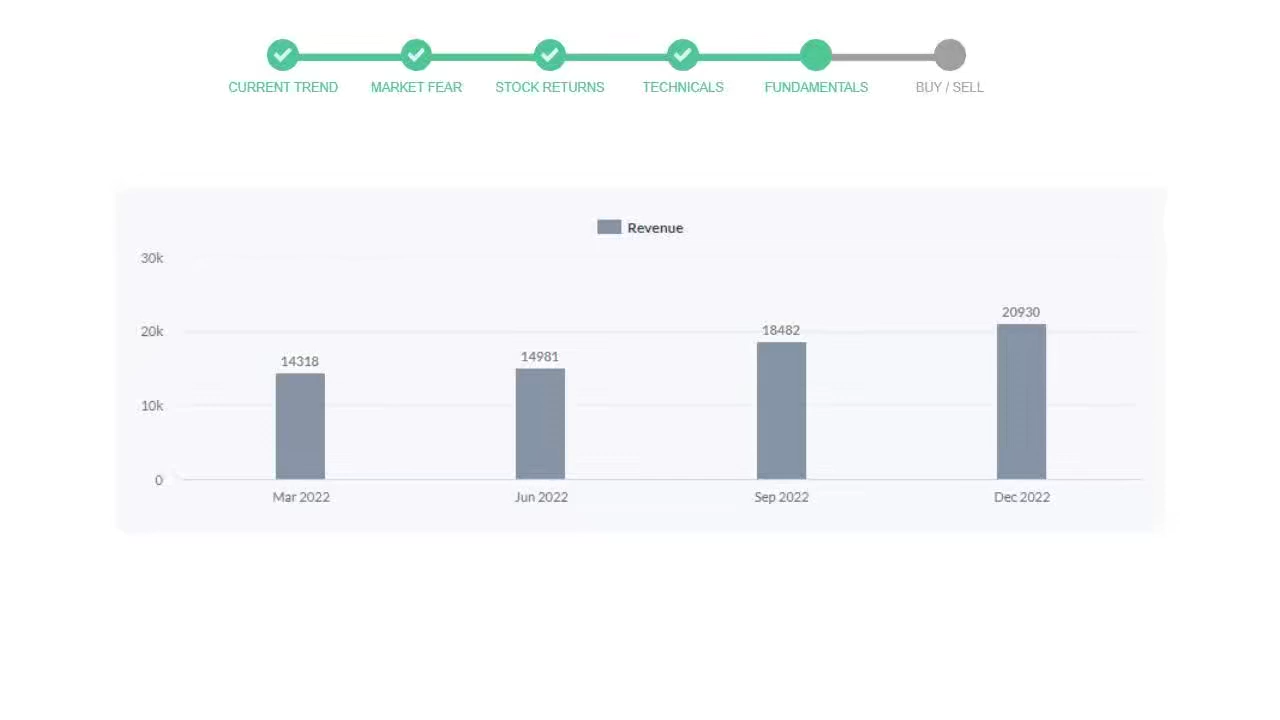 CURRENT TREND MARKET FEAR STOCK RETURNS TECHNICALS FUNDAMENTALS BUY / SELL
Revenue
30k
20k
10k
0
14318
14981
18482
20930
Mar 2022 Jun 2022 Sep 2022 Dec 2022